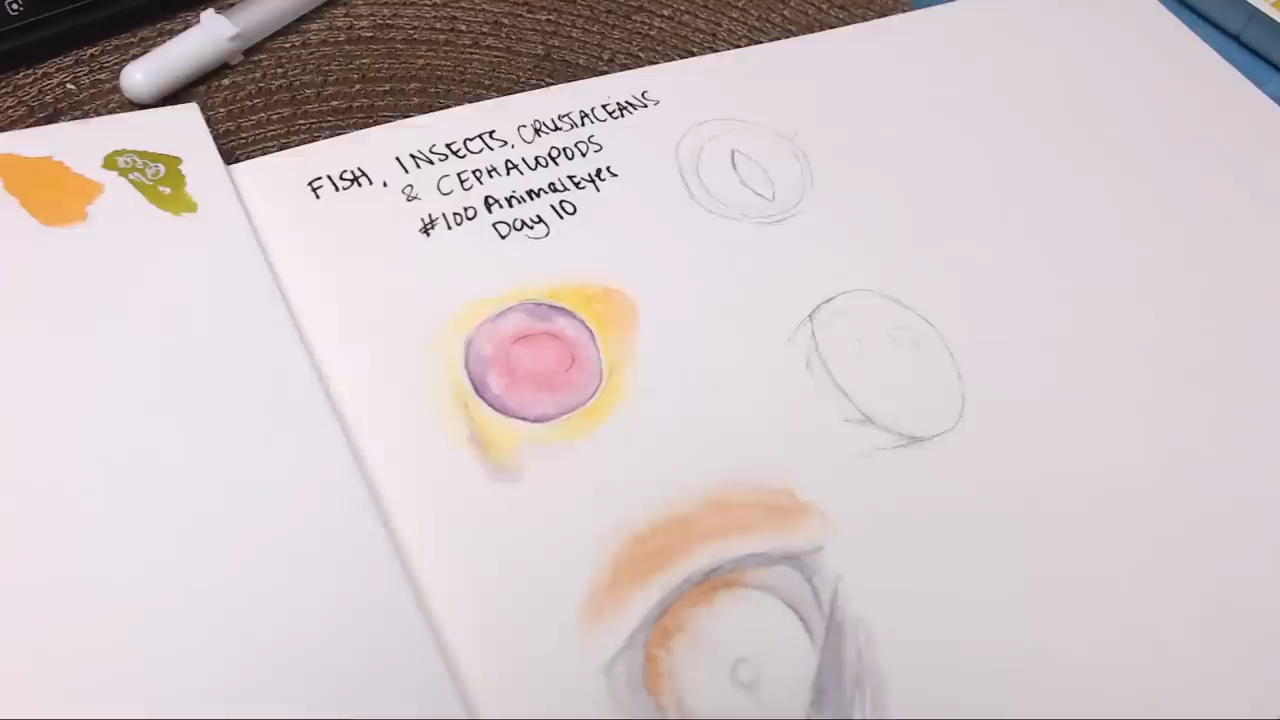 FISH, INSECTS, CRUSTACEANS
& CEPHALOPODS
#100 AnimalEyes
Day 10